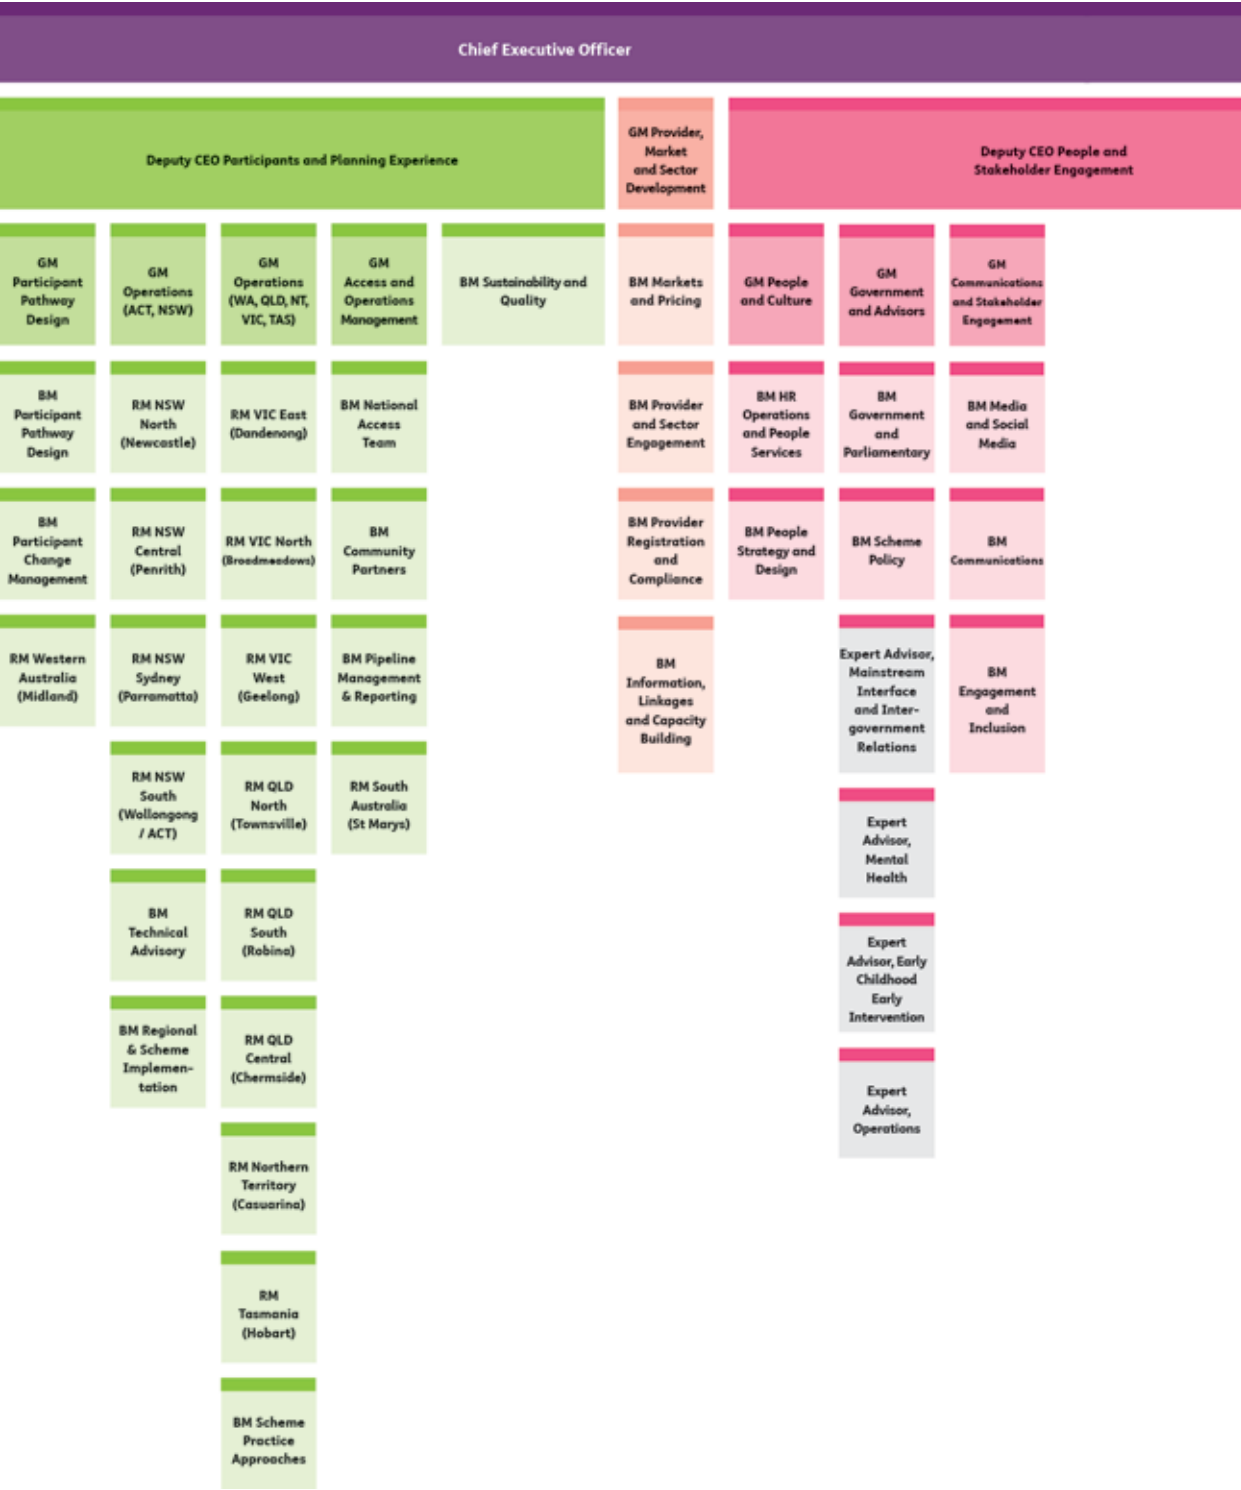 Chief Executive Officer
Deputy CEO Participants and Planning Experience
GM Provider,
Market
and Sector
Development
Deputy CEO People and
Stakeholder Engagement
GM
Participant
Pathway
Design
GM
Operations
(ACT, NSW)
GM
Operations
(WA, QLD, NT,
VIC, TAS)
GM
Access and
Operations
Management
BM Sustainability and
Quality
BM Markets
and Pricing
GM People
and Culture
GM
Government
and Advisors
GM
Communications
and Stakeholder
Engagement
BM
Participant
Pathway
Design
RM NSW
North
(Newcastle)
RM VIC East
(Dandenong)
BM National
Access
Team
BM Provider
and Sector
Engagement
BM HR
Operations
and People
Services
BM
Government
and
Parliamentary
BM Media
and Social
Media
BM
Participant
Change
Management
RM NSW
Central
(Penrith)
RM VIC North
(Broadmeadows)
BM
Community
Partners
BM Provider
Registration
and
Compliance
BM People
Strategy and
Design
BM Scheme
Policy
BM
Communications
RM Western
Australia
(Midland)
RM NSW
Sydney
(Parramatta)
RM VIC
West
(Geelong)
BM Pipeline
Management
& Reporting
BM
Information,
Linkages
and Capacity
Building
Expert Advisor,
Mainstream
Interface
and Inter-
government
Relations
BM
Engagement
and
Inclusion
RM NSW
South
(Wollongong
/ ACT)
RM QLD
North
(Townsville)
RM South
Australia
(St Marys)
Expert
Advisor,
Mental
Health
BM
Technical
Advisory
RM QLD
South
(Robina)
Expert
Advisor, Early
Childhood
Early
Intervention
BM Regional
& Scheme
Implemen-
tation
RM QLD
Central
(Chermside)
Expert
Advisor,
Operations
RM Northern
Territory
(Casuarina)
RM
Tasmania
(Hobart)
BM Scheme
Practice
Approaches